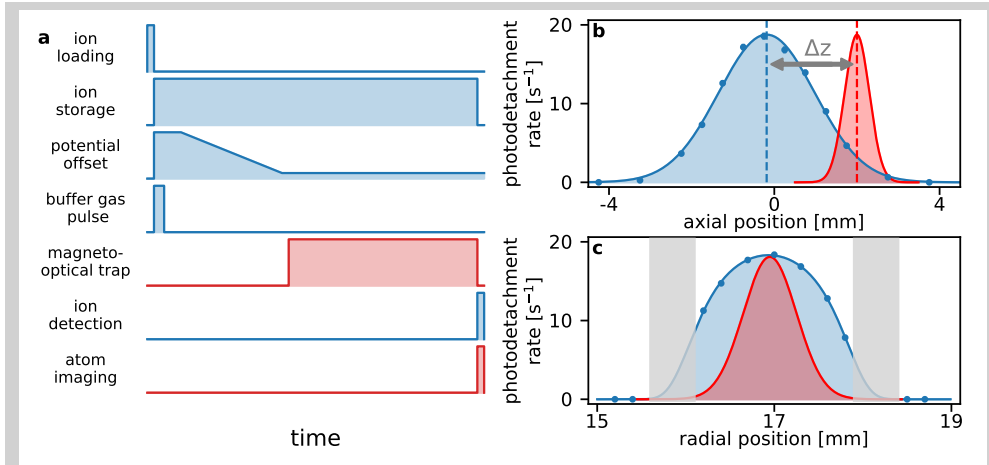 a
ion
loading
ion
storage
potential
offset
buffer gas
pulse
magneto-
optical trap
ion
detection
atom
imaging
time
b
photodetachment
rate [s⁻¹]
20
10
0
Δz
-4
0
4
axial position [mm]
c
photodetachment
rate [s⁻¹]
20
10
0
15
17
19
radial position [mm]